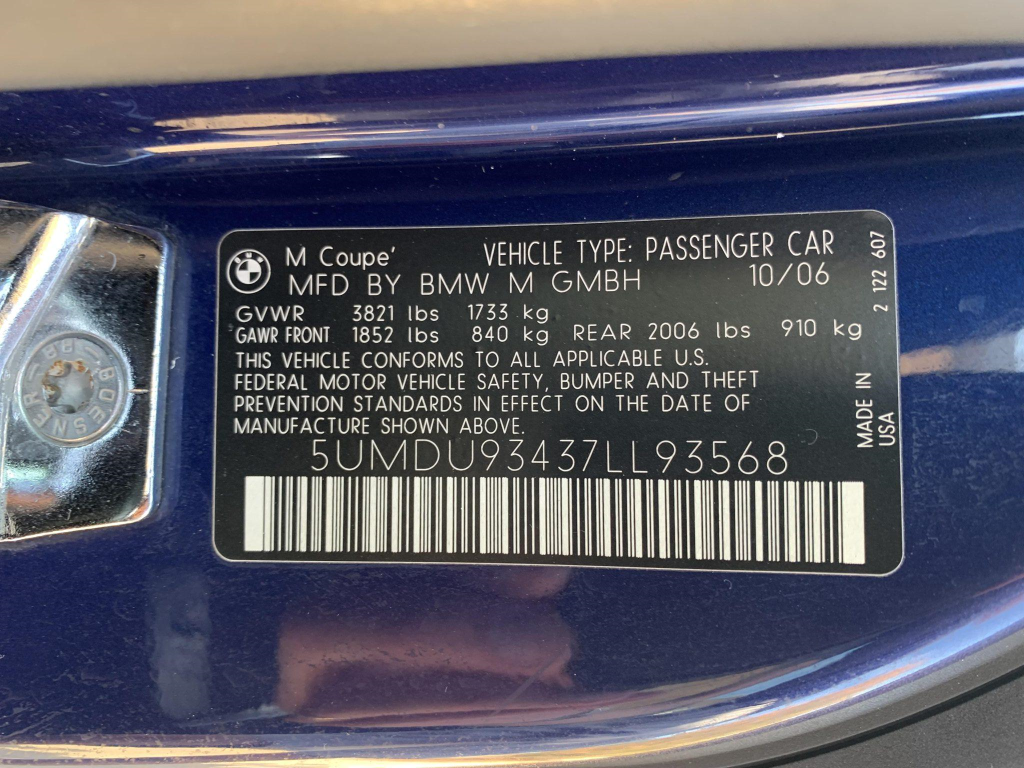 M Coupe' VEHICLE TYPE: PASSENGER CAR
MFD BY BMW M GMBH 10/06
GVWR 3821 lbs 1733 kg
GAWR FRONT 1852 lbs 840 kg REAR 2006 lbs 910 kg
THIS VEHICLE CONFORMS TO ALL APPLICABLE U.S.
FEDERAL MOTOR VEHICLE SAFETY, BUMPER AND THEFT
PREVENTION STANDARDS IN EFFECT ON THE DATE OF
MANUFACTURE SHOWN ABOVE.
5UMDU93437LL93568
2 122 607
MADE IN
USA
BOESNER